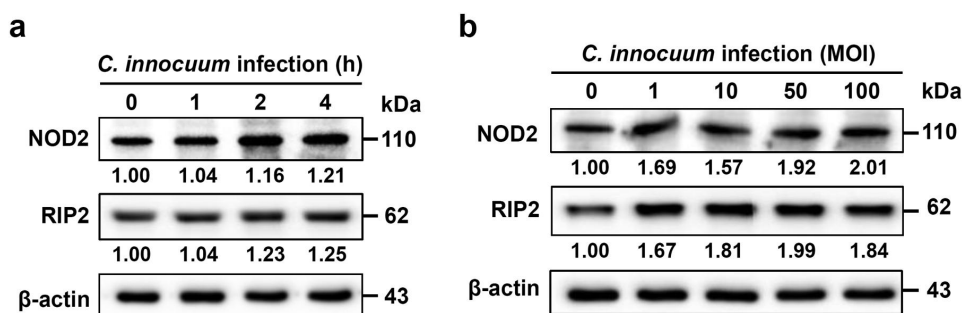 a
C. innocuum infection (h)
0 1 2 4 kDa
NOD2 110
1.00 1.04 1.16 1.21
RIP2 62
1.00 1.04 1.23 1.25
β-actin 43
b
C. innocuum infection (MOI)
0 1 10 50 100 kDa
NOD2 110
1.00 1.69 1.57 1.92 2.01
RIP2 62
1.00 1.67 1.81 1.99 1.84
β-actin 43